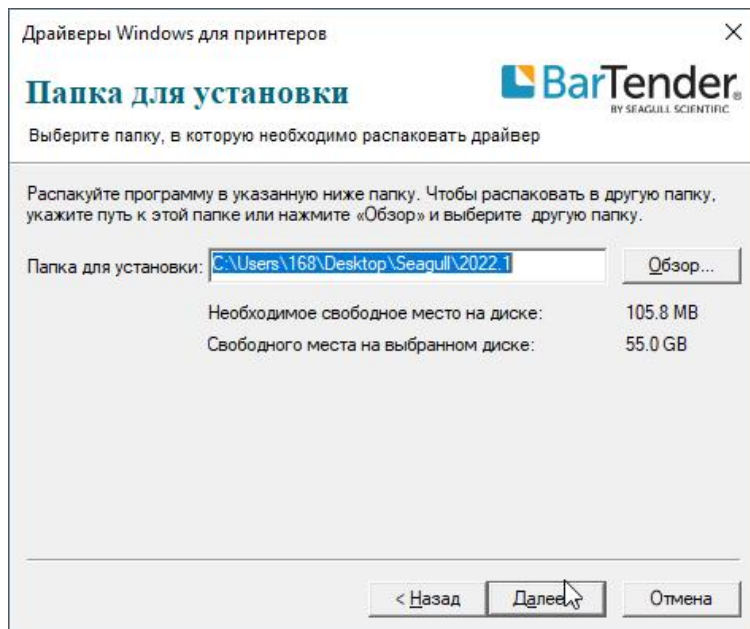 Драйверы Windows для принтеров
Папка для установки
BarTender®
BY SEAGULL SCIENTIFIC
Выберите папку, в которую необходимо распаковать драйвер
Распакуйте программу в указанную ниже папку. Чтобы распаковать в другую папку,
укажите путь к этой папке или нажмите «Обзор» и выберите другую папку.
Папка для установки: C:\Users\168\Desktop\Seagull\2022.1 Обзор...
Необходимое свободное место на диске: 105.8 MB
Свободного места на выбранном диске: 55.0 GB
< Назад Далее Отмена